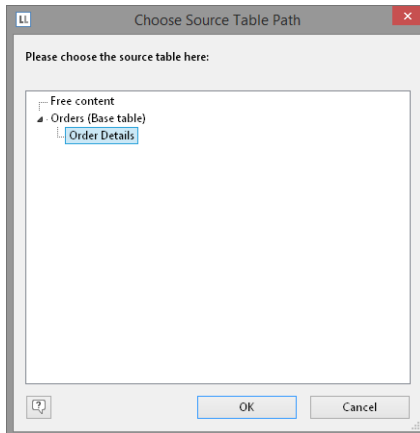 LL
Choose Source Table Path
Please choose the source table here:
Free content
Orders (Base table)
Order Details
OK
Cancel